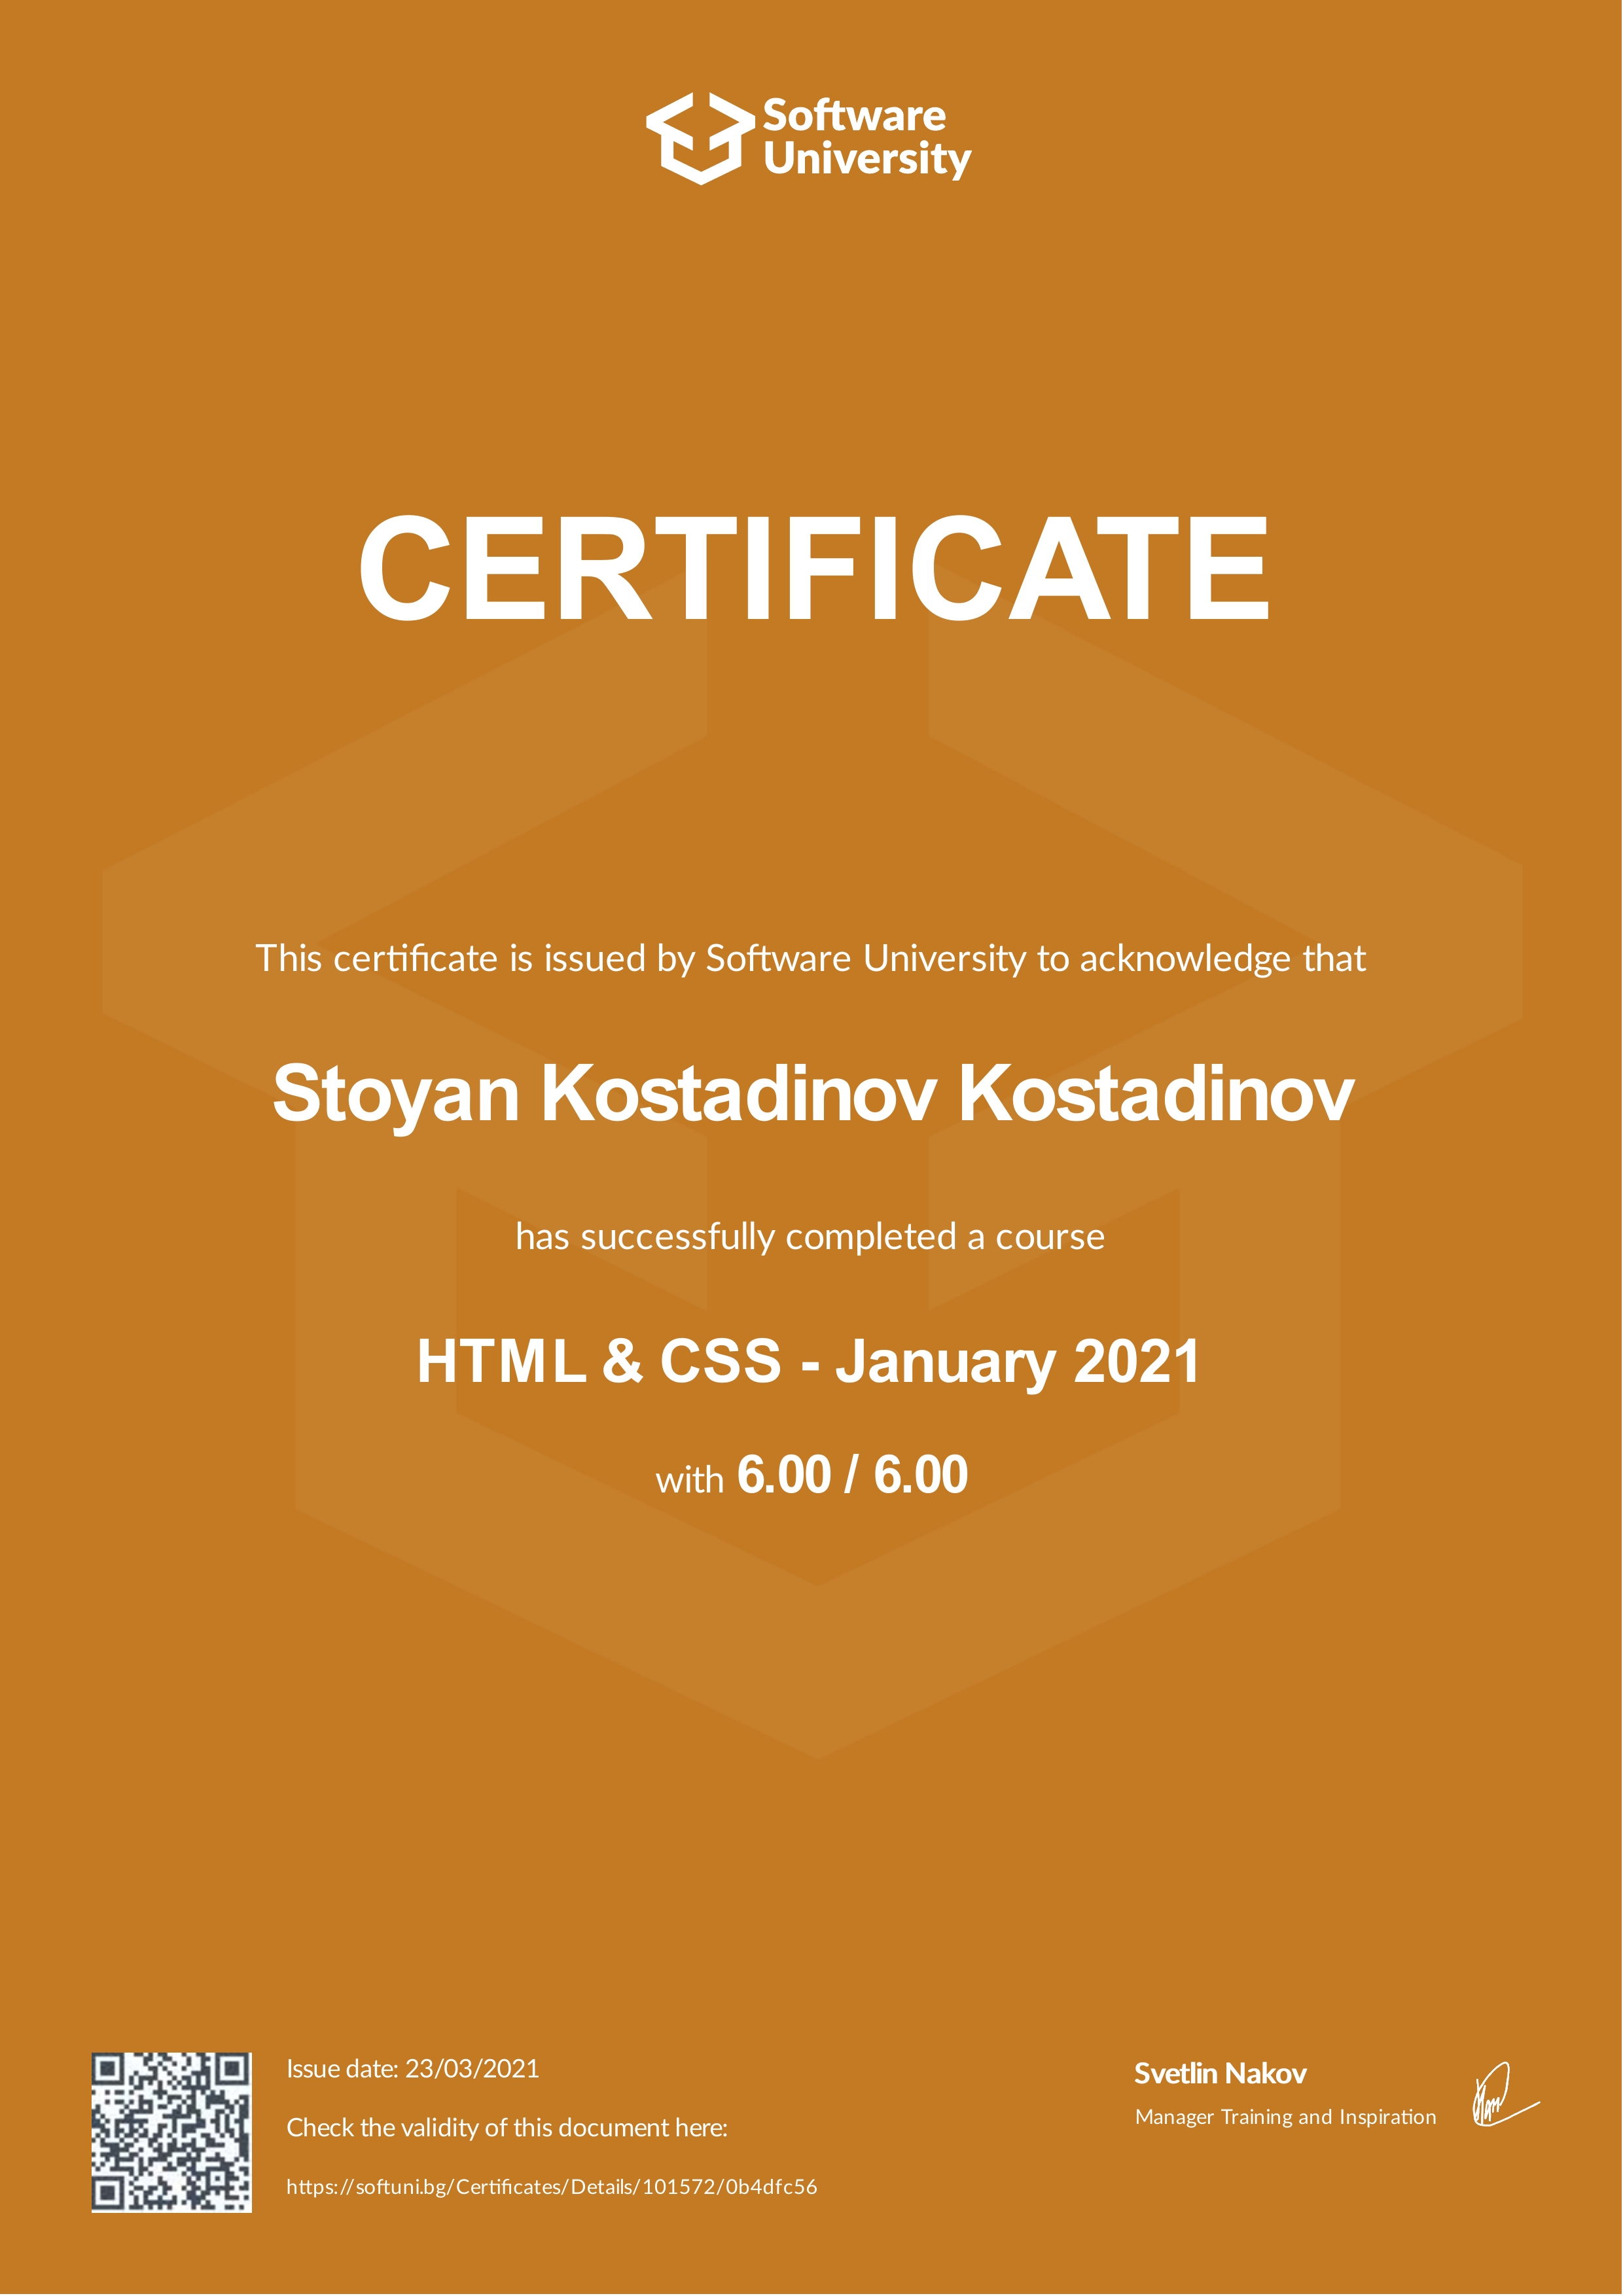 Software
University
CERTIFICATE
This certificate is issued by Software University to acknowledge that
Stoyan Kostadinov Kostadinov
has successfully completed a course
HTML & CSS - January 2021
with 6.00 / 6.00
Issue date: 23/03/2021
Check the validity of this document here:
https://softuni.bg/Certificates/Details/101572/0b4dfc56
Svetlin Nakov
Manager Training and Inspiration